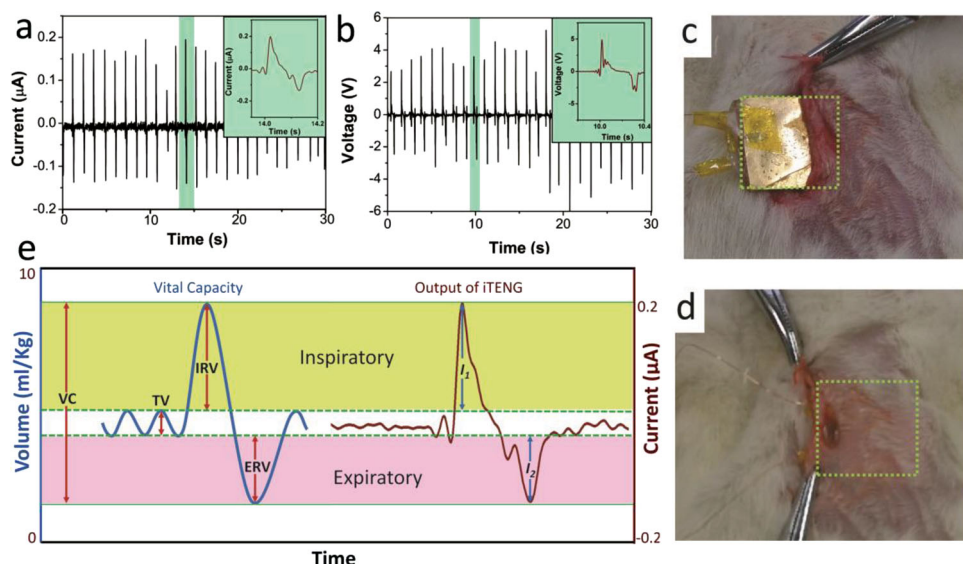 a
Current (μA)
0.2
0.1
0.0
-0.1
-0.2
0
10
20
30
Time (s)
Current (μA)
0.2
0.0
-0.2
14.0
14.2
Time (s)
b
Voltage (V)
6
4
2
0
-2
-4
-6
0
10
20
30
Time (s)
Voltage (V)
5
0
-5
10.0
10.4
Time (s)
c
d
e
10
0
Volume (ml/Kg)
Vital Capacity
Output of iTENG
Inspiratory
Expiratory
VC
TV
IRV
ERV
I1
I2
0.2
-0.2
Current (μA)
Time